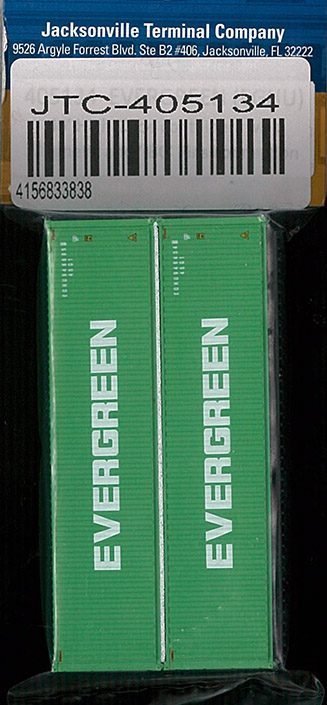 Jacksonville Terminal Company
9526 Argyle Forrest Blvd. Ste B2 #406, Jacksonville, FL 32222
JTC-405134
4156833838
EVERGREEN
EVERGREEN